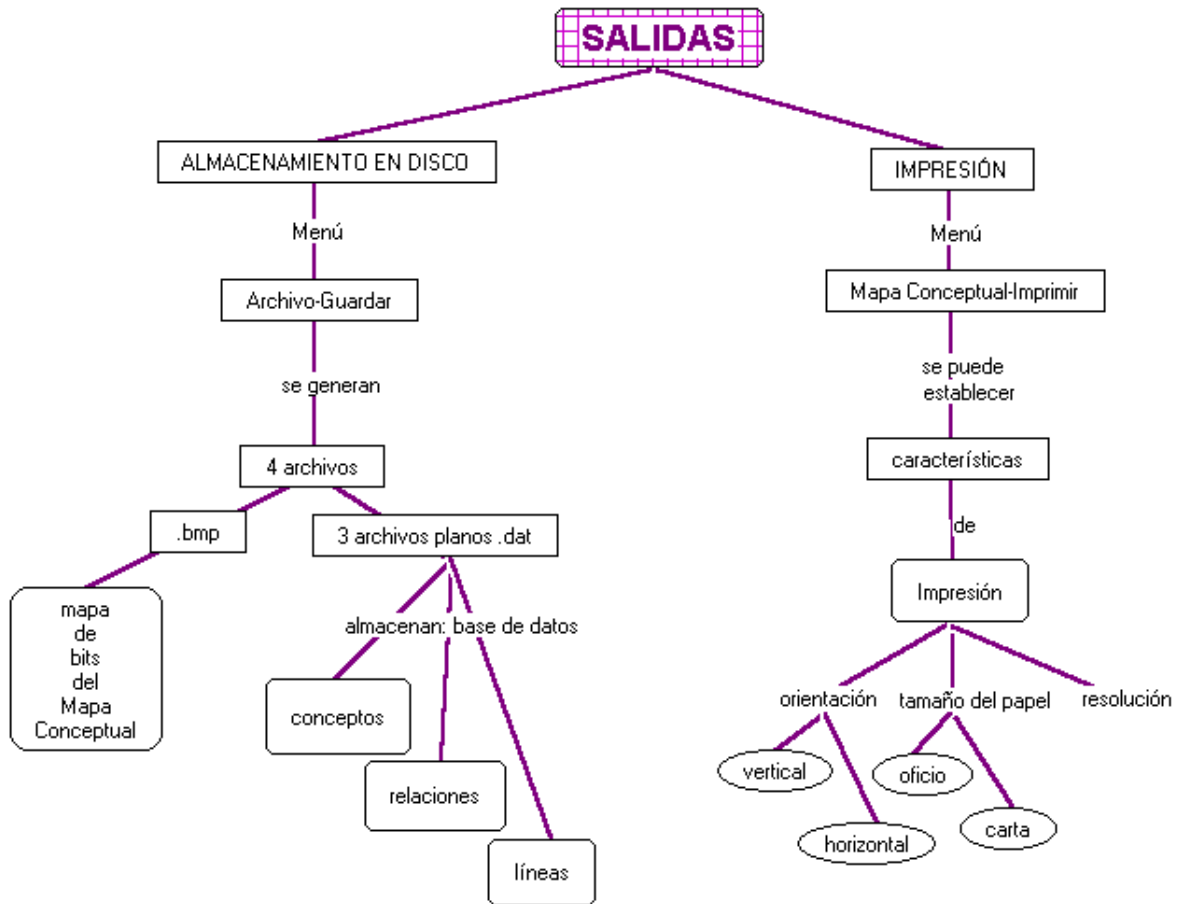 SALIDAS
ALMACENAMIENTO EN DISCO
IMPRESIÓN
Menú
Menú
Archivo-Guardar
Mapa Conceptual-Imprimir
se generan
se puede
establecer
4 archivos
características
.bmp
3 archivos planos .dat
de
mapa
de
bits
del
Mapa
Conceptual
almacenan: base de datos
Impresión
conceptos
relaciones
líneas
orientación
tamaño del papel
resolución
vertical
horizontal
oficio
carta